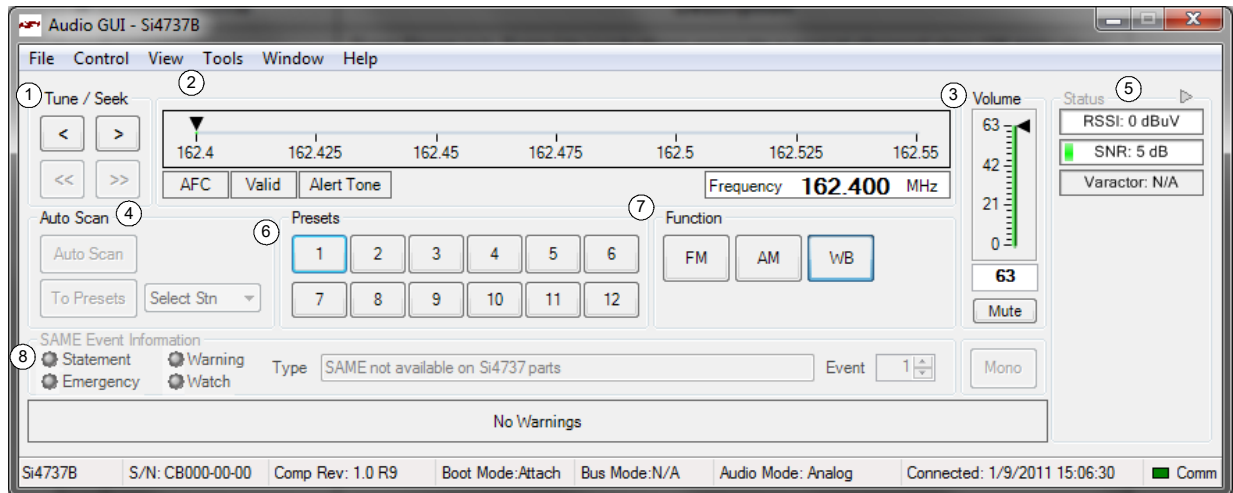 Audio GUI - Si4737B
File Control View Tools Window Help
1 Tune / Seek
2
3 Volume
Status 5
< >
<< >>
162.4 162.425 162.45 162.475 162.5 162.525 162.55
AFC Valid Alert Tone
Frequency 162.400 MHz
63
42
21
0
63
Mute
RSSI: 0 dBuV
SNR: 5 dB
Varactor: N/A
Auto Scan 4
Auto Scan
To Presets Select Stn
6 Presets
1 2 3 4 5 6
7 8 9 10 11 12
7 Function
FM AM WB
SAME Event Information
8 Statement Warning
Emergency Watch
Type SAME not available on Si4737 parts Event 1
Mono
No Warnings
Si4737B S/N: CB000-00-00 Comp Rev: 1.0 R9 Boot Mode:Attach Bus Mode:N/A Audio Mode: Analog Connected: 1/9/2011 15:06:30 Comm